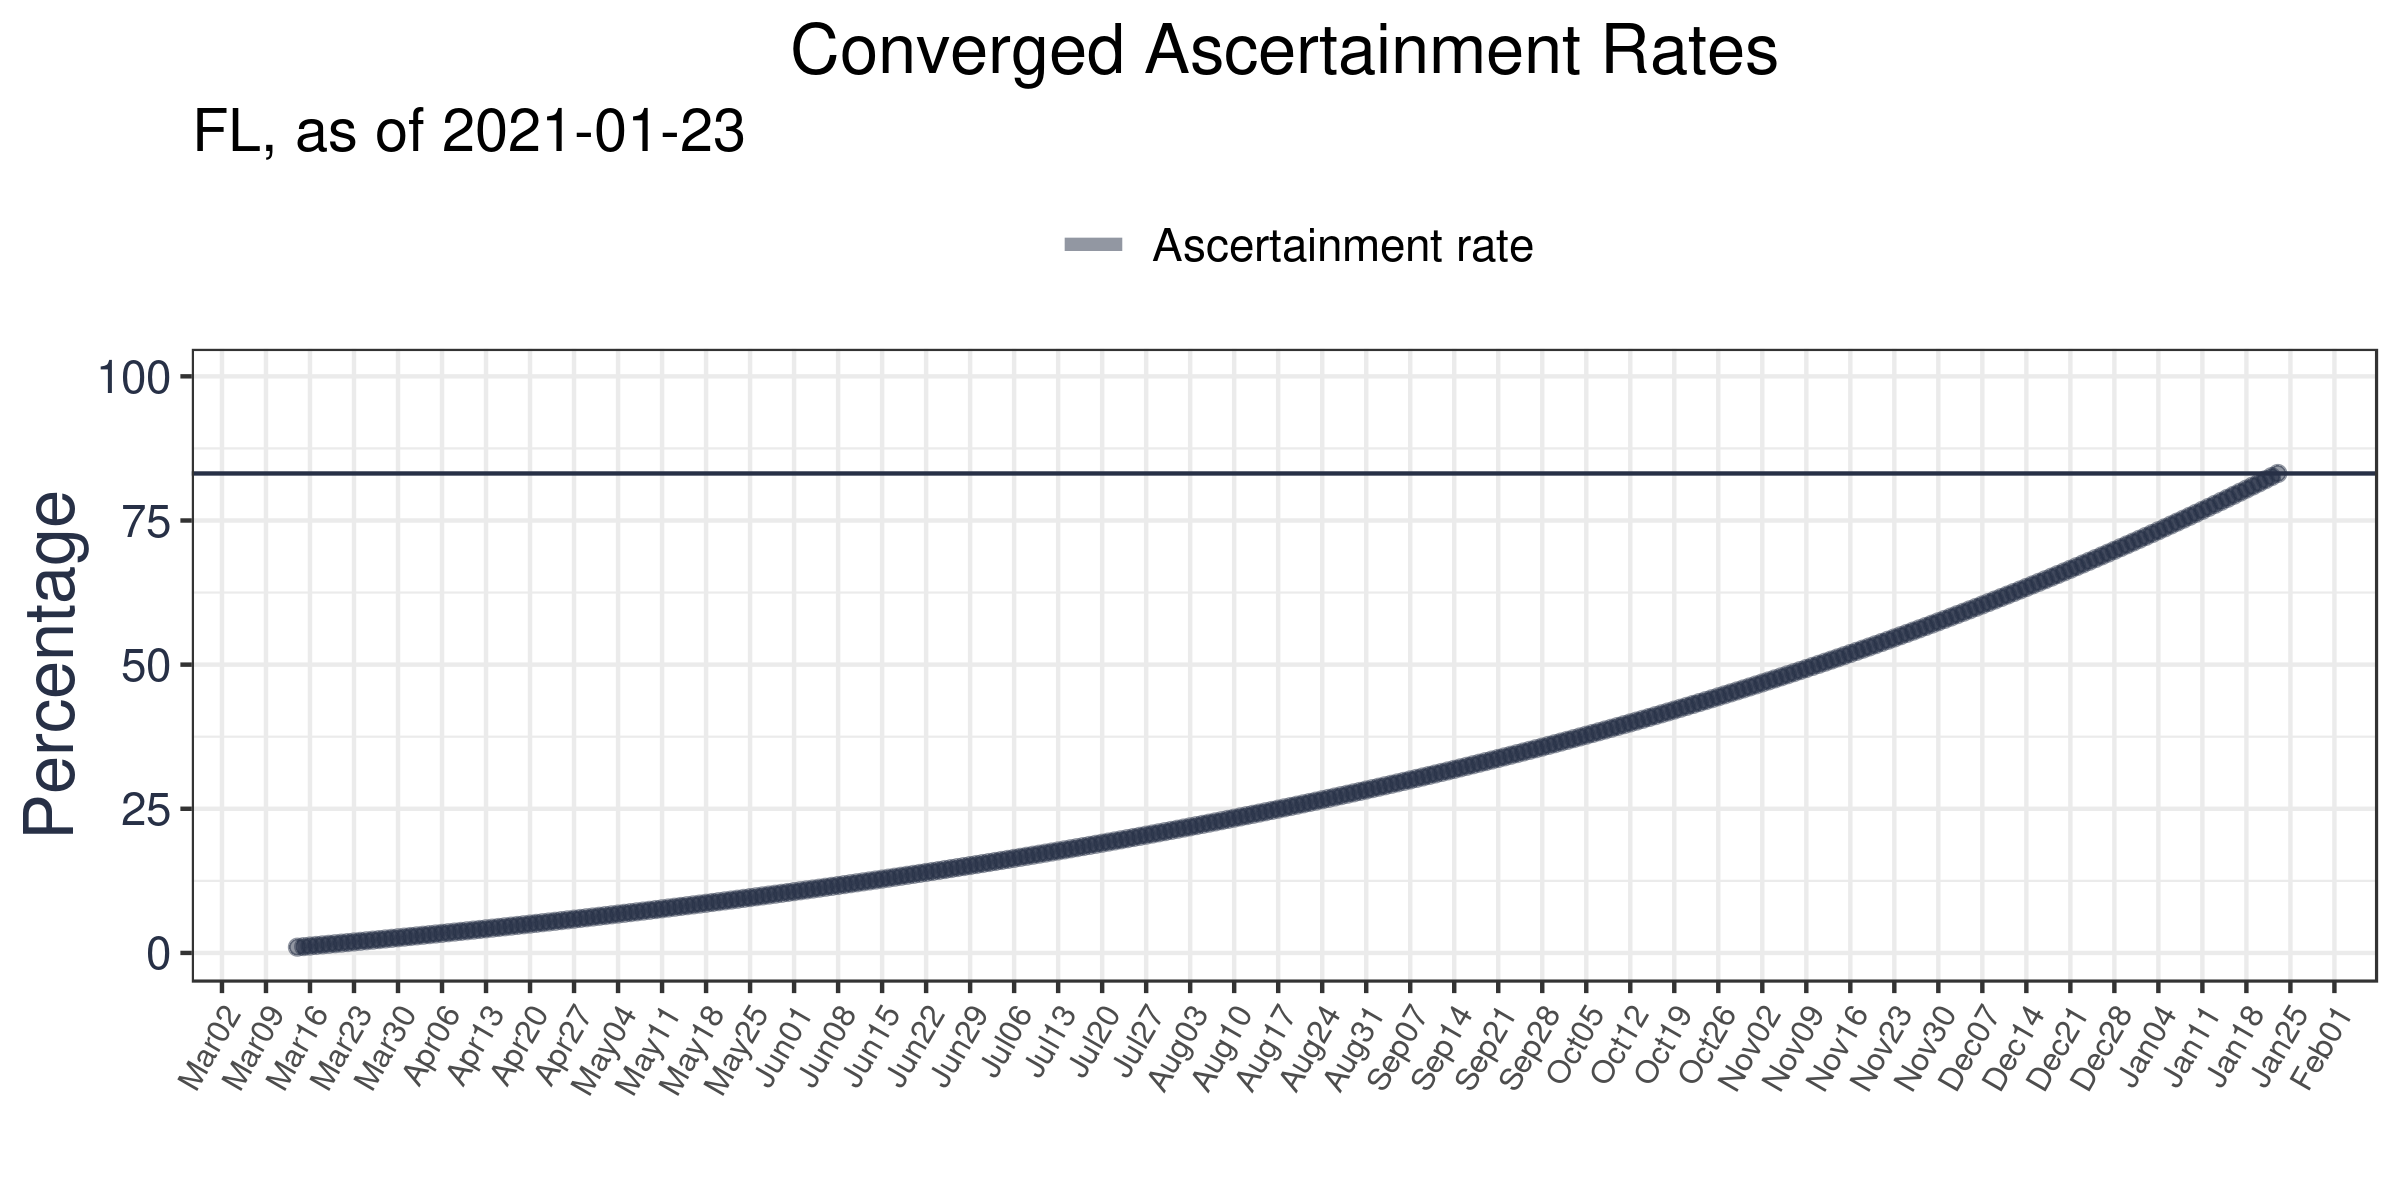 Converged Ascertainment Rates
FL, as of 2021-01-23
Ascertainment rate
Percentage
100
75
50
25
0
Mar02 Mar09 Mar16 Mar23 Mar30 Apr06 Apr13 Apr20 Apr27 May04 May11 May18 May25 Jun01 Jun08 Jun15 Jun22 Jun29 Jul06 Jul13 Jul20 Jul27 Aug03 Aug10 Aug17 Aug24 Aug31 Sep07 Sep14 Sep21 Sep28 Oct05 Oct12 Oct19 Oct26 Nov02 Nov09 Nov16 Nov23 Nov30 Dec07 Dec14 Dec21 Dec28 Jan04 Jan11 Jan18 Jan25 Feb01